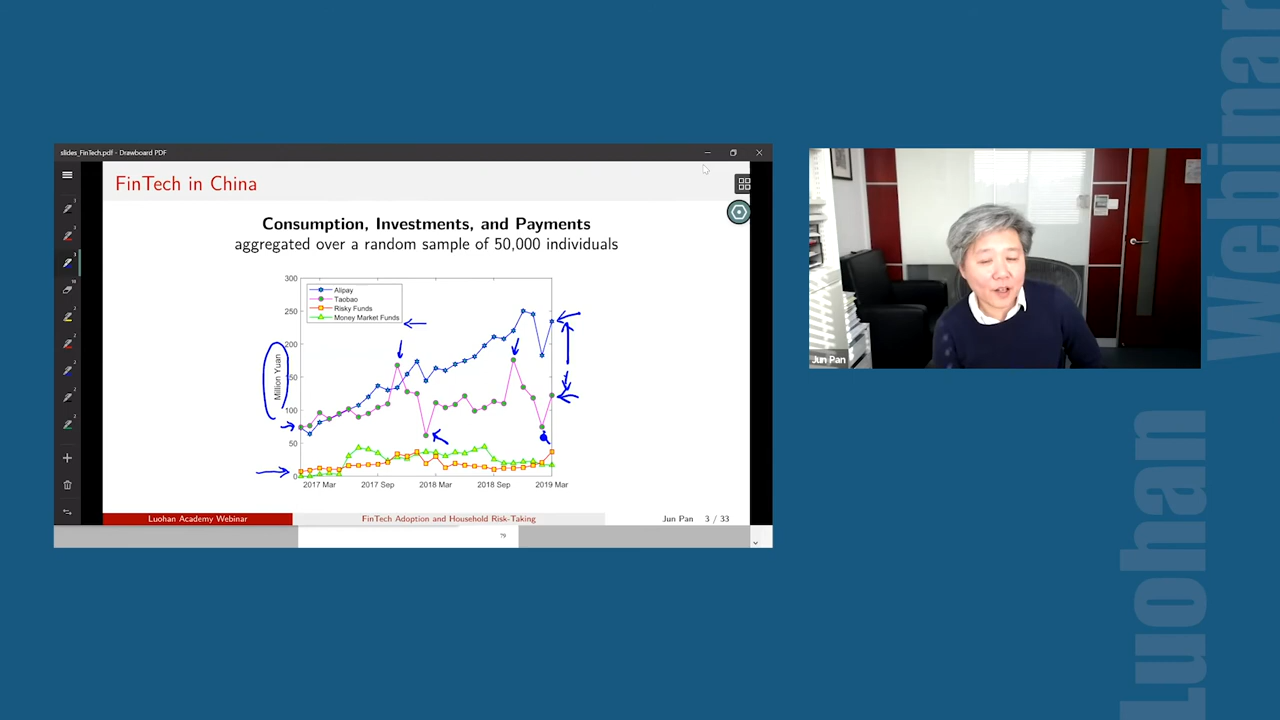 slides_FinTech.pdf - Drawboard PDF
FinTech in China
Consumption, Investments, and Payments
aggregated over a random sample of 50,000 individuals
Million Yuan
300
250
200
150
100
50
0
Alipay
Taobao
Risky Funds
Money Market Funds
2017 Mar 2017 Sep 2018 Mar 2018 Sep 2019 Mar
Luohan Academy Webinar FinTech Adoption and Household Risk-Taking Jun Pan 3 / 33
79
Jun Pan
Luohan Webinar